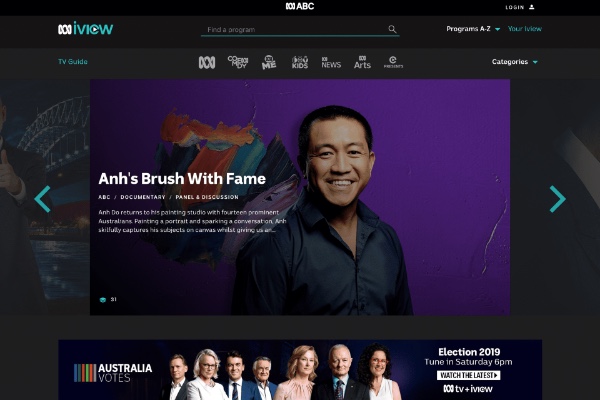 ABC
LOGIN
iview
Find a program
Programs A-Z
Your iview
TV Guide
COMEDY
ME
KIDS
NEWS
Arts
PRESENTS
Categories
Anh's Brush With Fame
ABC / DOCUMENTARY / PANEL & DISCUSSION
Anh Do returns to his painting studio with fourteen prominent
Australians. Painting a portrait and sparking a conversation, Anh
skilfully captures his subjects on canvas whilst giving us an...
AUSTRALIA
VOTES
Election 2019
Tune in Saturday 6pm
WATCH THE LATEST
tv + iview